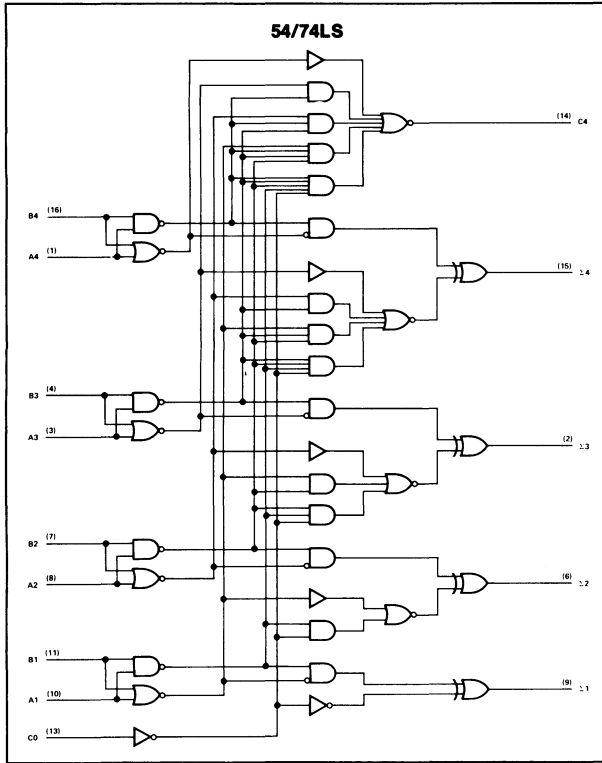 54/74LS
(14) C4
B4 (16)
A4 (1)
(15) Σ4
B3 (4)
A3 (3)
(2) Σ3
B2 (7)
A2 (8)
(6) Σ2
B1 (11)
A1 (10)
(9) Σ1
C0 (13)